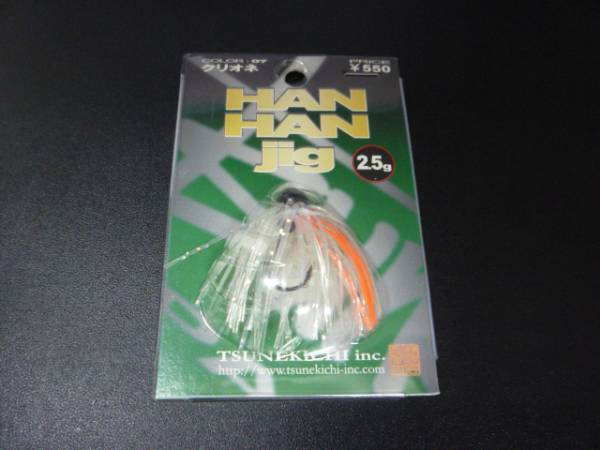 COLOR : 07
クリオネ
PRICE
¥550
HAN
HAN
jig
2.5g
TSUNEKICHI inc.
http://www.tsunekichi-inc.com